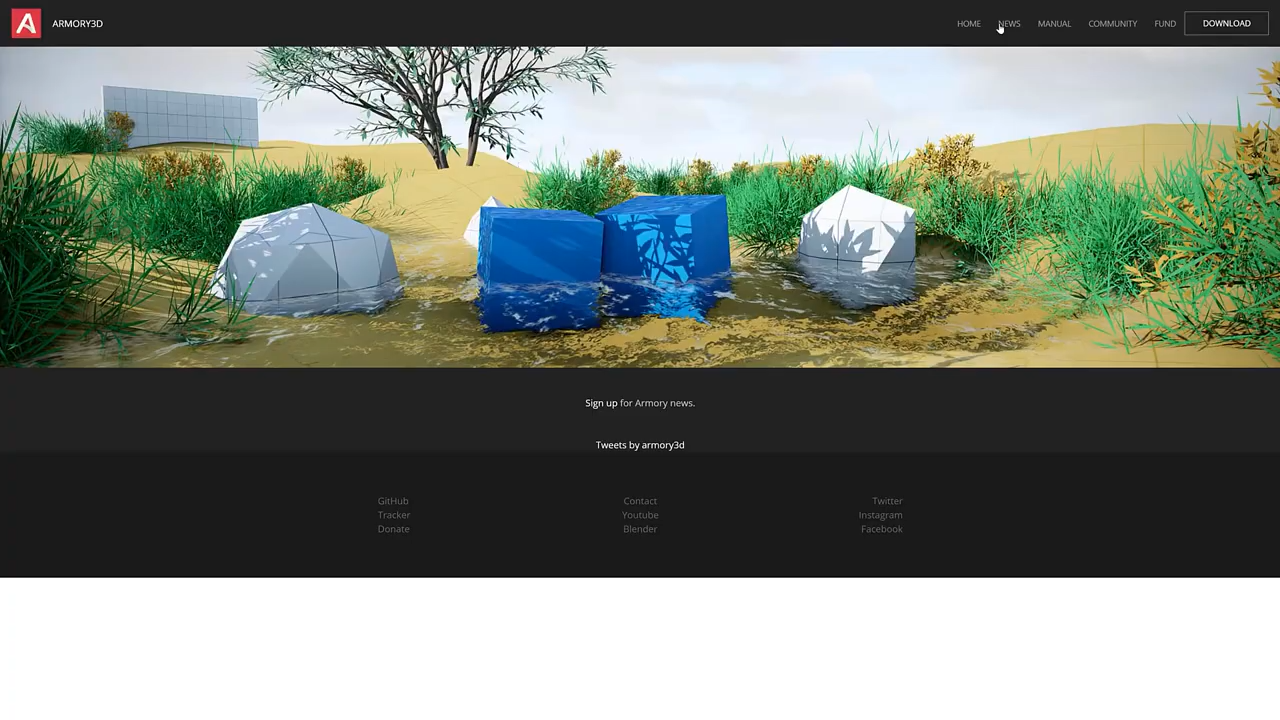 A ARMORY3D HOME NEWS MANUAL COMMUNITY FUND DOWNLOAD
Sign up for Armory news.
Tweets by armory3d
GitHub Contact Twitter
Tracker Youtube Instagram
Donate Blender Facebook